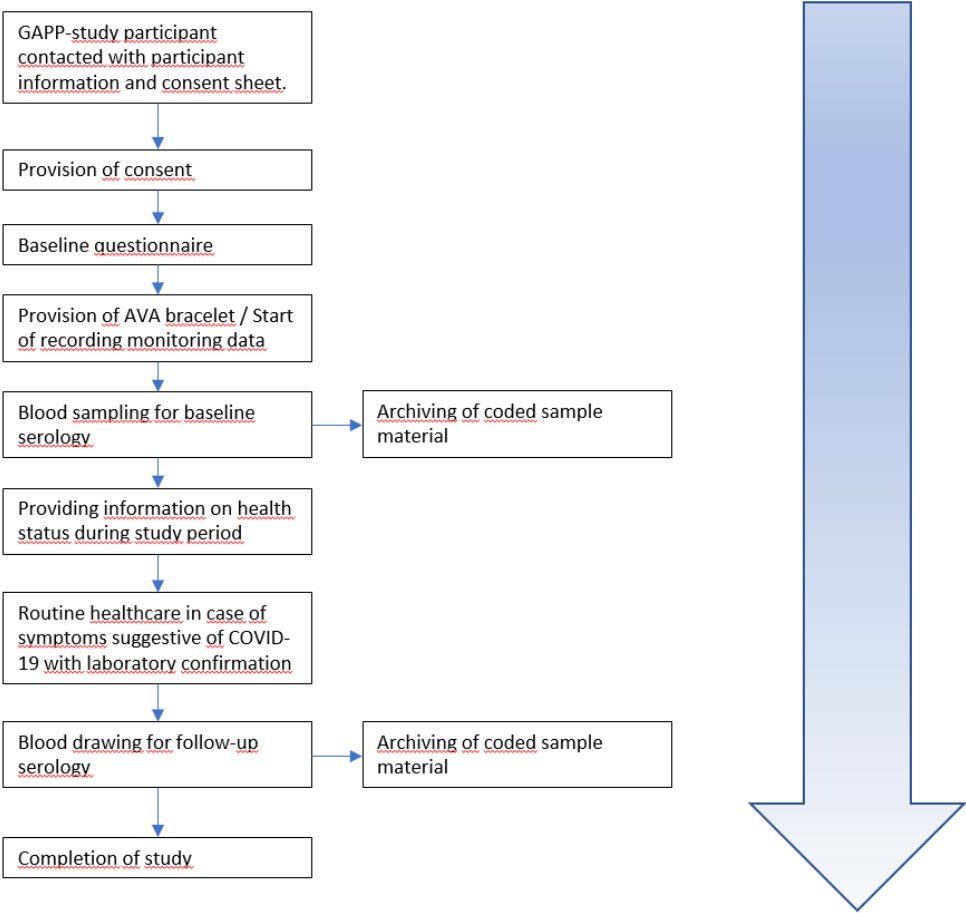 GAPP-study participant
contacted with participant
information and consent sheet.
Provision of consent
Baseline questionnaire
Provision of AVA bracelet / Start
of recording monitoring data
Blood sampling for baseline
serology
Archiving of coded sample
material
Providing information on health
status during study period
Routine healthcare in case of
symptoms suggestive of COVID-
19 with laboratory confirmation
Blood drawing for follow-up
serology
Archiving of coded sample
material
Completion of study